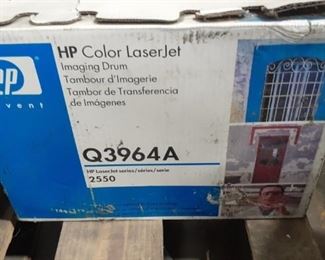 hp
invent
HP Color LaserJet
Imaging Drum
Tambour d'Imagerie
Tambor de Transferencia
de Imágenes
Q3964A
HP LaserJet series/séries/serie
2550